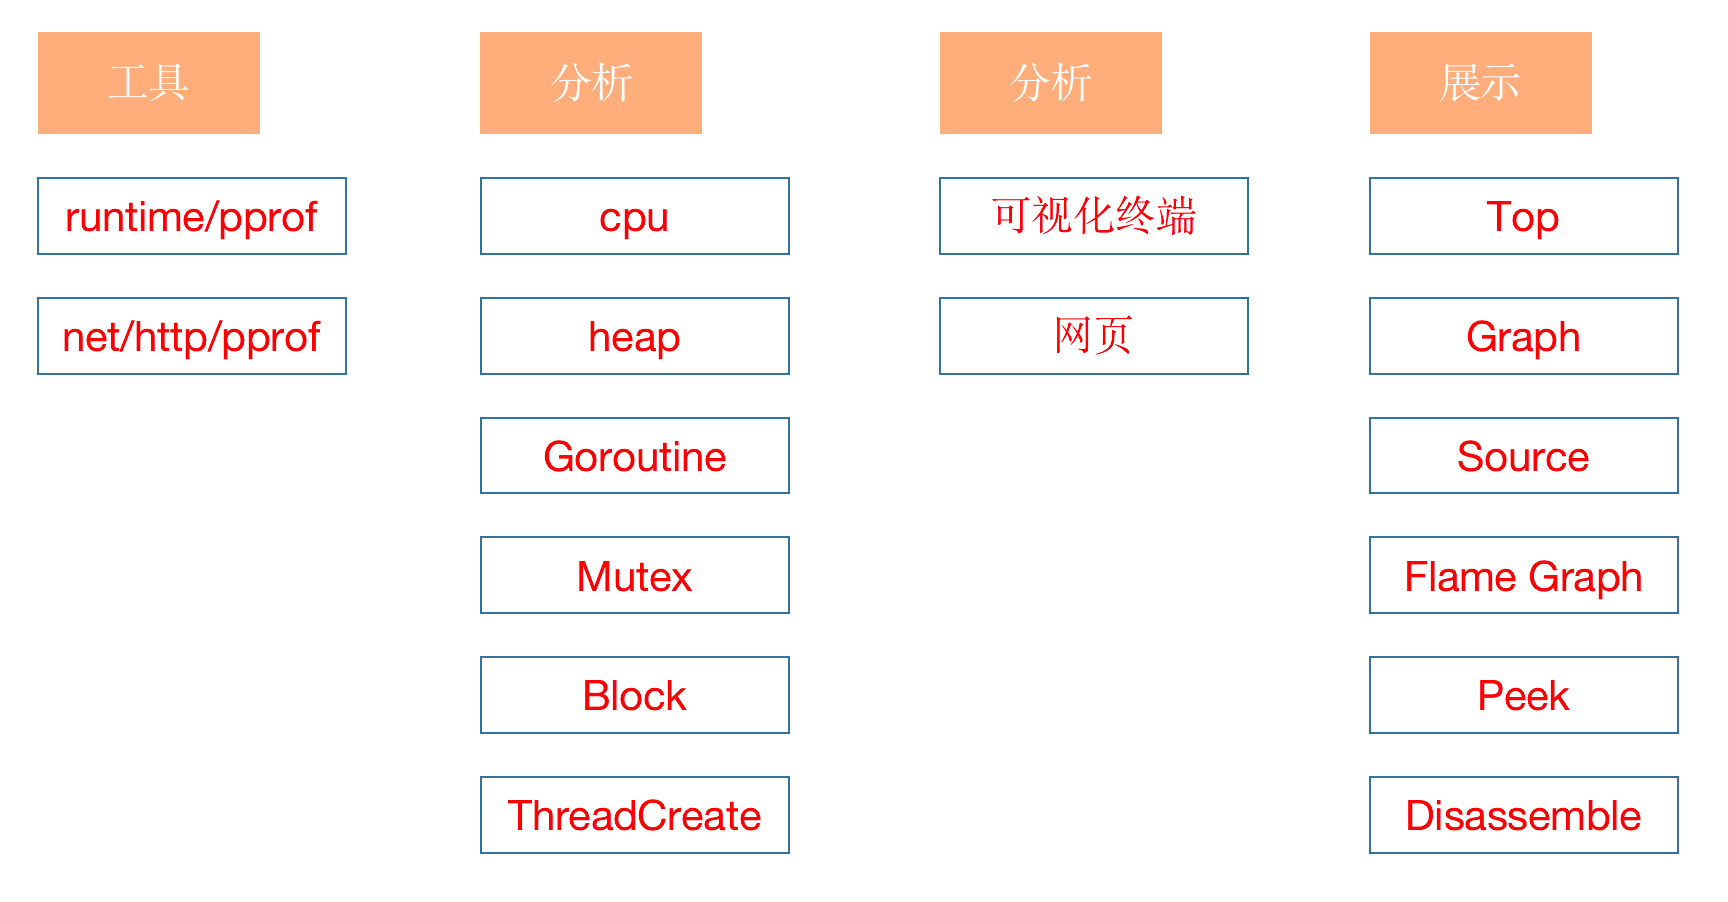 工具
runtime/pprof
net/http/pprof
分析
cpu
heap
Goroutine
Mutex
Block
ThreadCreate
分析
可视化终端
网页
展示
Top
Graph
Source
Flame Graph
Peek
Disassemble